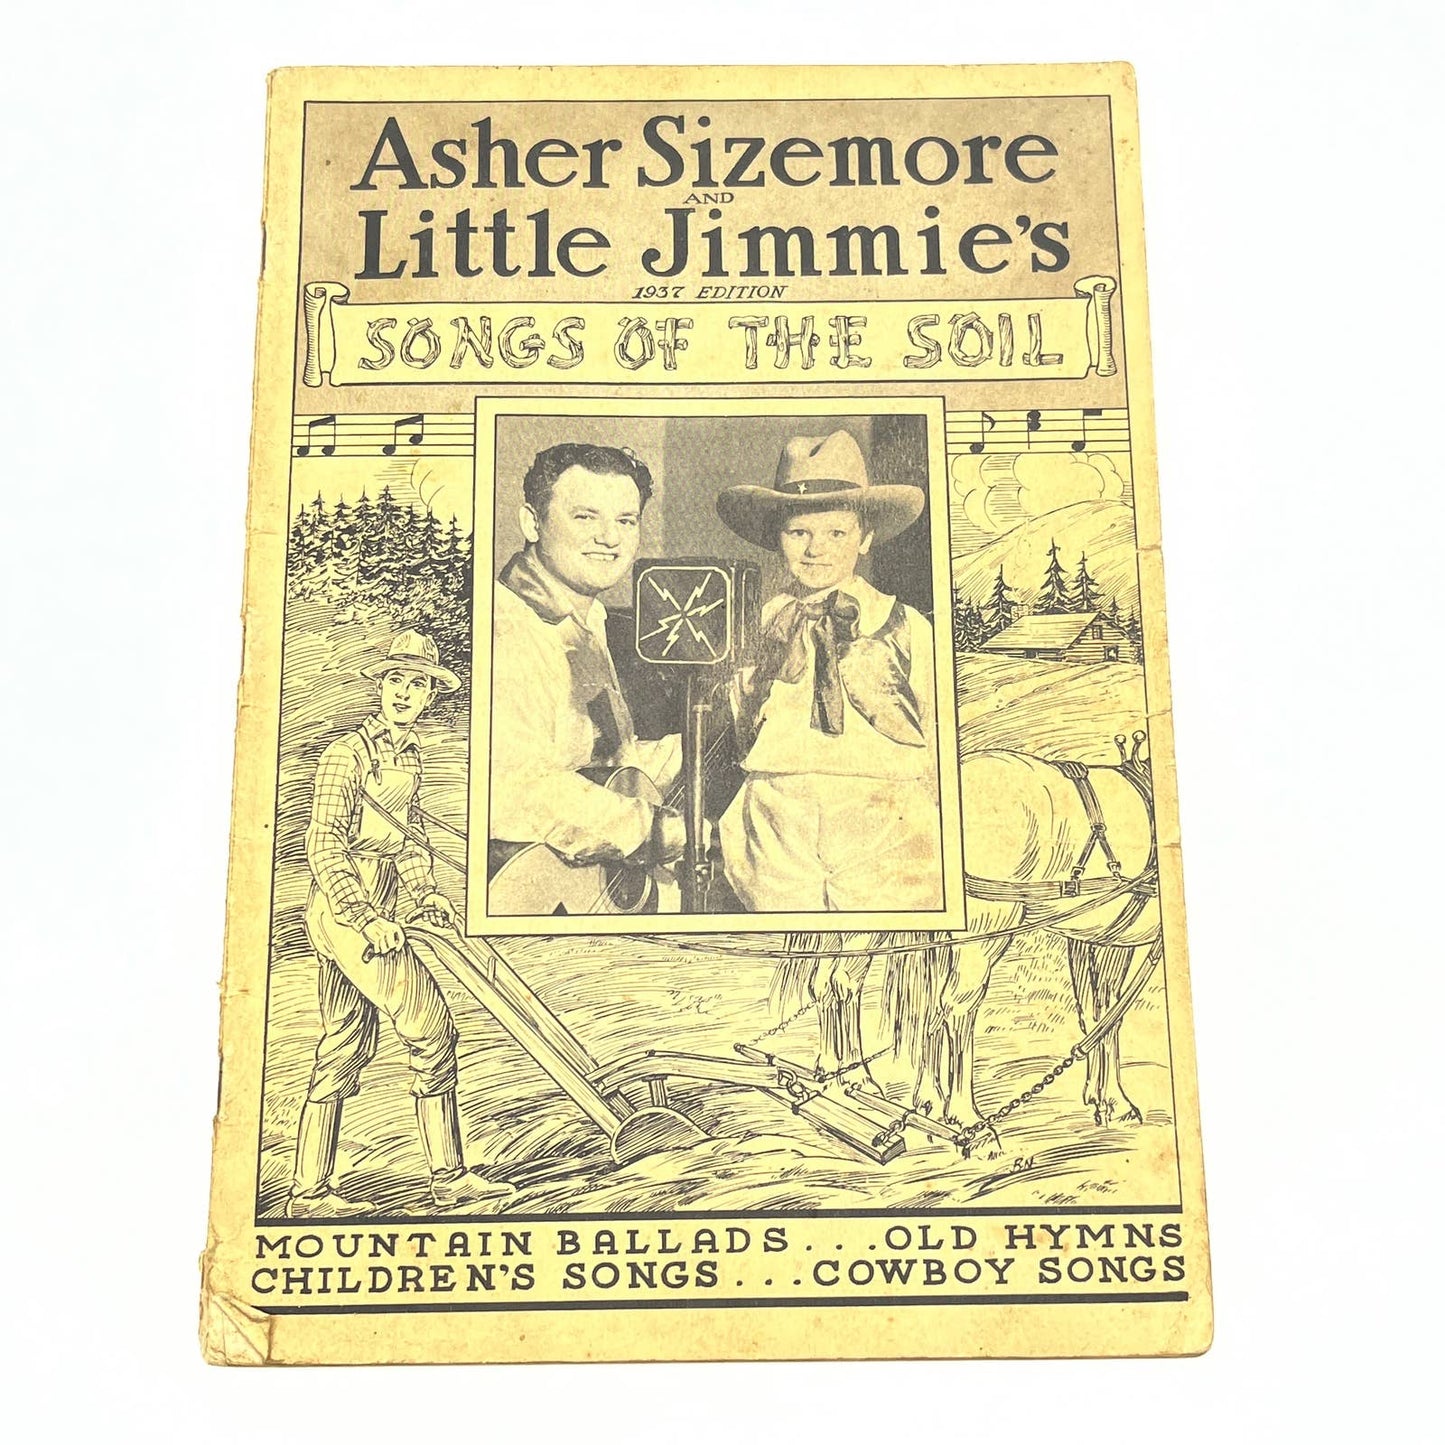 Asher Sizemore
AND
Little Jimmie's
1937 EDITION
SONGS OF THE SOIL
RN
MOUNTAIN BALLADS...OLD HYMNS
CHILDREN'S SONGS...COWBOY SONGS